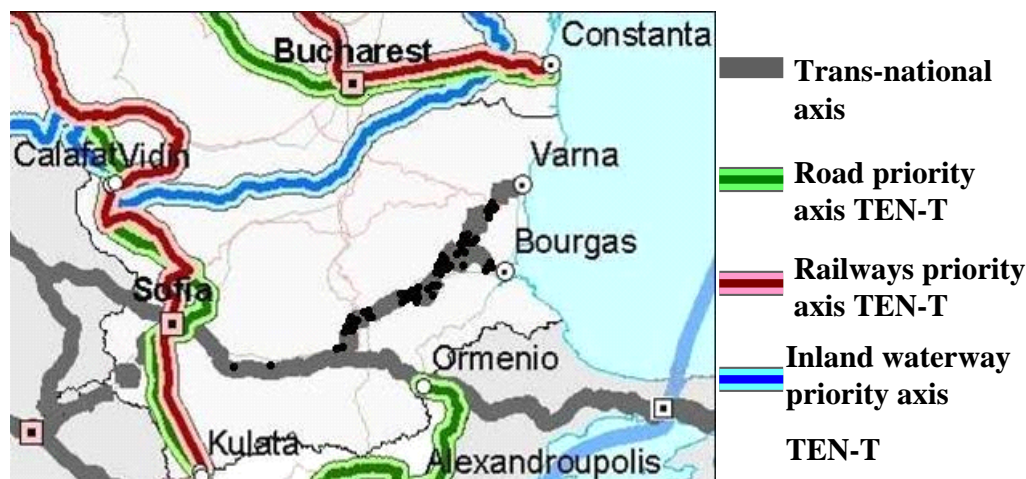 Bucharest
Constanta
Calafat Vidin
Varna
Bourgas
Sofia
Ormenio
Kulata
Alexandroupolis
Trans-national
axis
Road priority
axis TEN-T
Railways priority
axis TEN-T
Inland waterway
priority axis
TEN-T